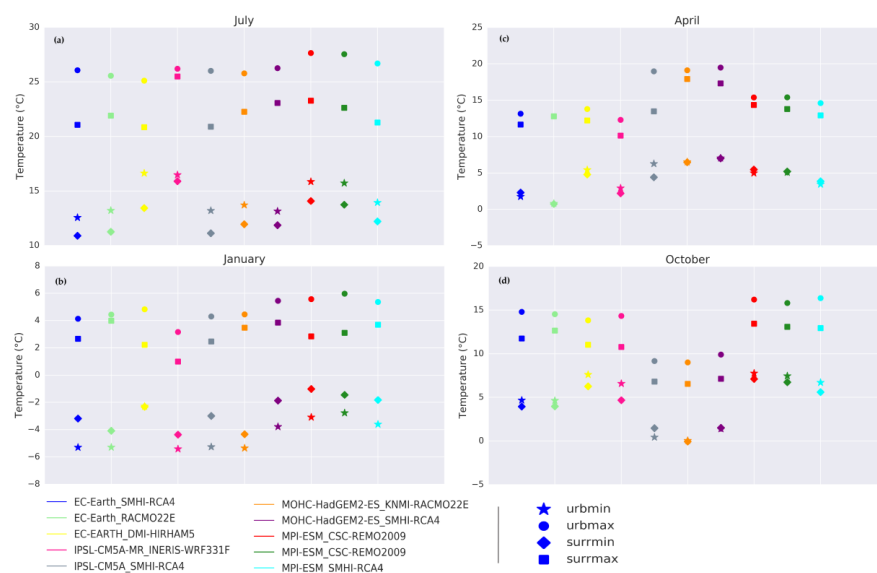 July
April
(a)
(c)
Temperature (°C)
30
25
20
15
10
Temperature (°C)
25
20
15
10
5
0
−5
January
October
(b)
(d)
Temperature (°C)
8
6
4
2
0
−2
−4
−6
−8
Temperature (°C)
20
15
10
5
0
−5
EC-Earth_SMHI-RCA4
EC-Earth_RACMO22E
EC-EARTH_DMI-HIRHAM5
IPSL-CM5A-MR_INERIS-WRF331F
IPSL-CM5A_SMHI-RCA4
MOHC-HadGEM2-ES_KNMI-RACMO22E
MOHC-HadGEM2-ES_SMHI-RCA4
MPI-ESM_CSC-REMO2009
MPI-ESM_CSC-REMO2009
MPI-ESM_SMHI-RCA4
urbmin
urbmax
surrmin
surrmax